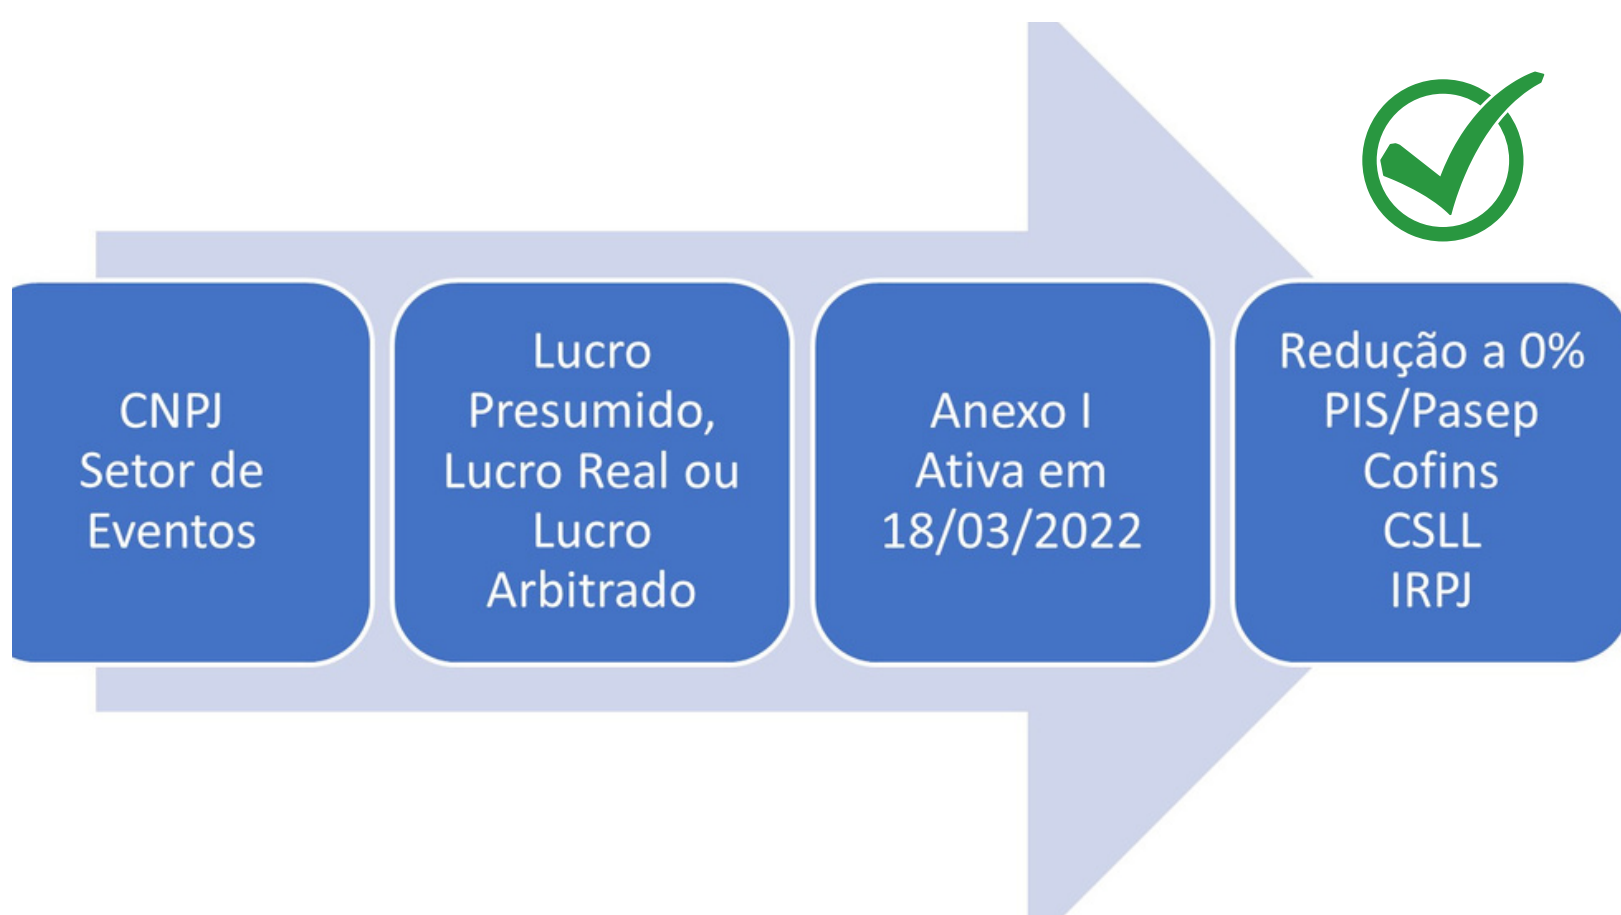 CNPJ
Setor de
Eventos
Lucro
Presumido,
Lucro Real ou
Lucro
Arbitrado
Anexo I
Ativa em
18/03/2022
Redução a 0%
PIS/Pasep
Cofins
CSLL
IRPJ